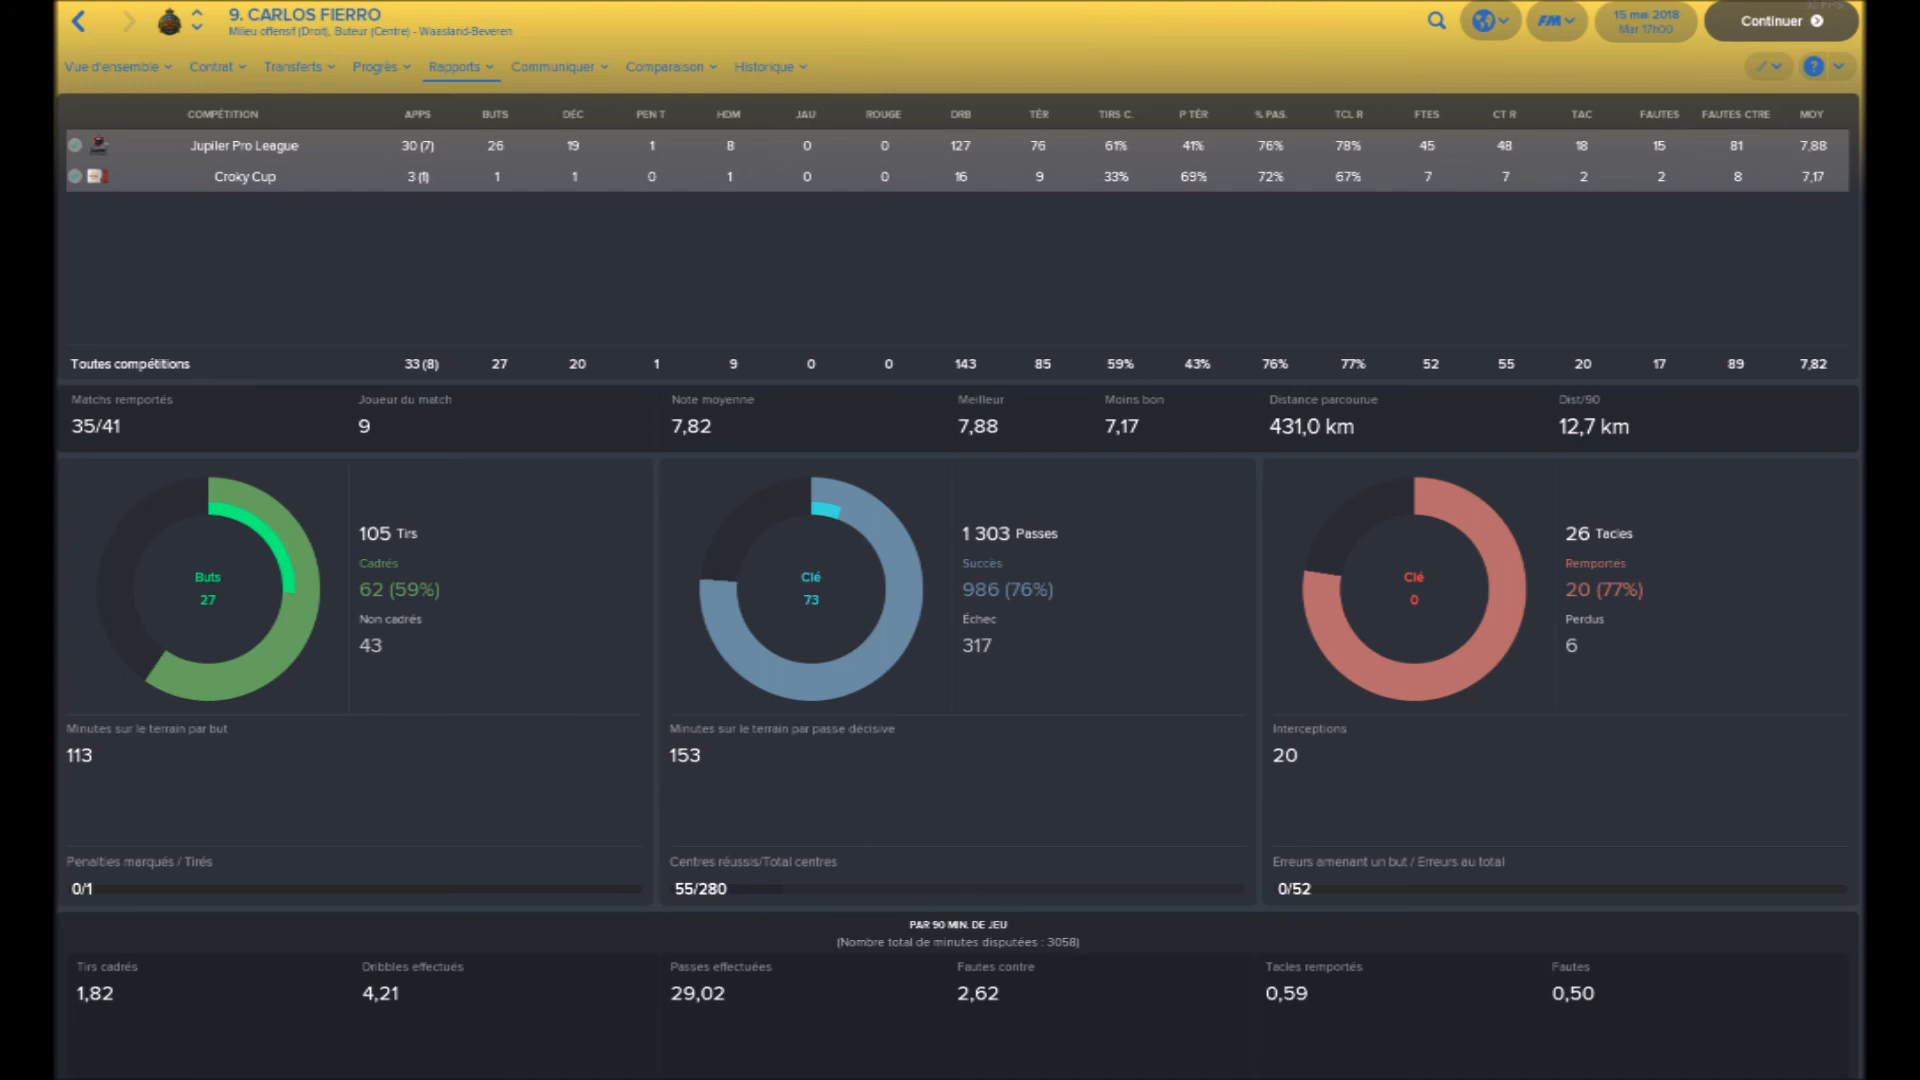 9. CARLOS FIERRO
Milieu offensif (Droit), Buteur (Centre) - Waasland-Beveren
FM
15 mai 2018
Mar 17h00
Continuer
Vue d'ensemble Contrat Transferts Progrès Rapports Communiquer Comparaison Historique
?
COMPÉTITION APPS BUTS DÉC PEN T HDM JAU ROUGE DRB TÊR TIRS C. P TÊR % PAS. TCL R FTES CT R TAC FAUTES FAUTES CTRE MOY
Jupiler Pro League 30 (7) 26 19 1 8 0 0 127 76 61% 41% 76% 78% 45 48 18 15 81 7,88
Croky Cup 3 (1) 1 1 0 1 0 0 16 9 33% 69% 72% 67% 7 7 2 2 8 7,17
Toutes compétitions 33 (8) 27 20 1 9 0 0 143 85 59% 43% 76% 77% 52 55 20 17 89 7,82
Matchs remportés Joueur du match Note moyenne Meilleur Moins bon Distance parcourue Dist/90
35/41 9 7,82 7,88 7,17 431,0 km 12,7 km
Buts
27
105 Tirs
Cadrés
62 (59%)
Non cadrés
43
Clé
73
1 303 Passes
Succès
986 (76%)
Échec
317
Clé
0
26 Tacles
Remportés
20 (77%)
Perdus
6
Minutes sur le terrain par but
113
Minutes sur le terrain par passe décisive
153
Interceptions
20
Penalties marqués / Tirés
0/1
Centres réussis/Total centres
55/280
Erreurs amenant un but / Erreurs au total
0/52
PAR 90 MIN. DE JEU
(Nombre total de minutes disputées : 3058)
Tirs cadrés Dribbles effectués Passes effectuées Fautes contre Tacles remportés Fautes
1,82 4,21 29,02 2,62 0,59 0,50